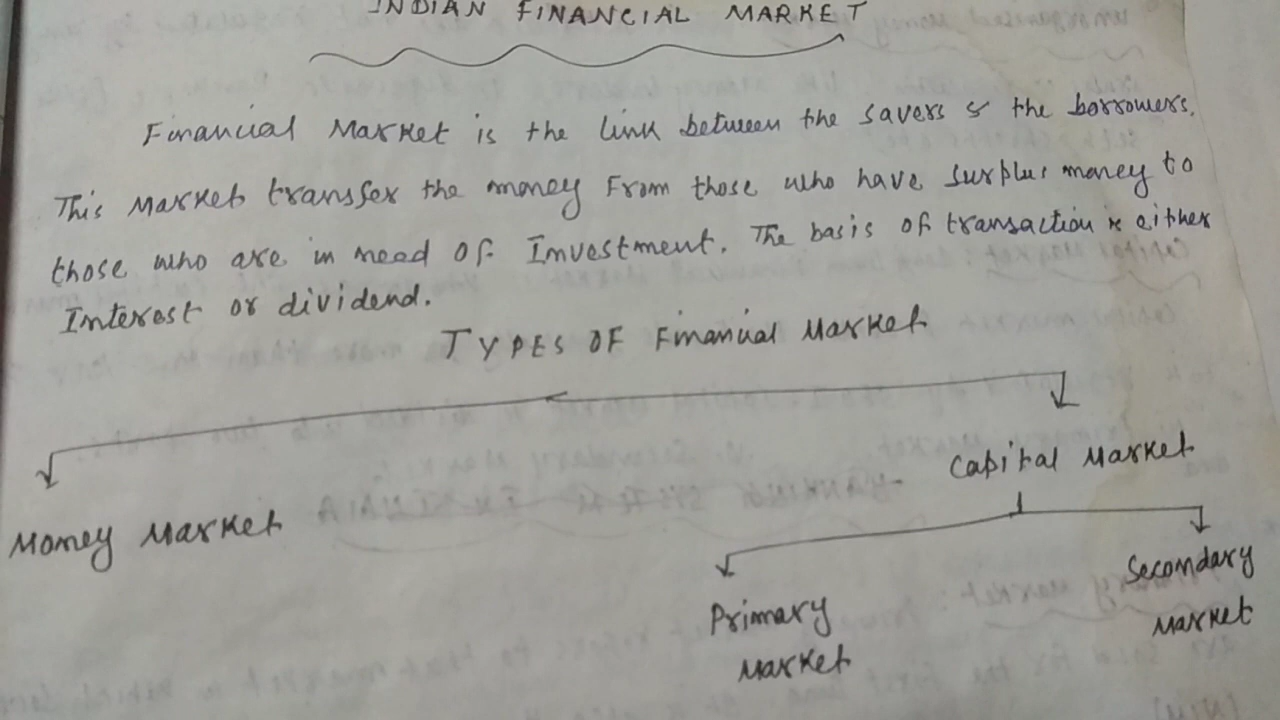 INDIAN FINANCIAL MARKET
Financial Market is the link between the savers & the borrowers.
This Market transfer the money From those who have surplus money to
those who are in need of Investment. The basis of transaction is either
Interest or dividend.
TYPES OF Financial Market
Capital Market
Money Market
Primary
Market
Secondary
Market